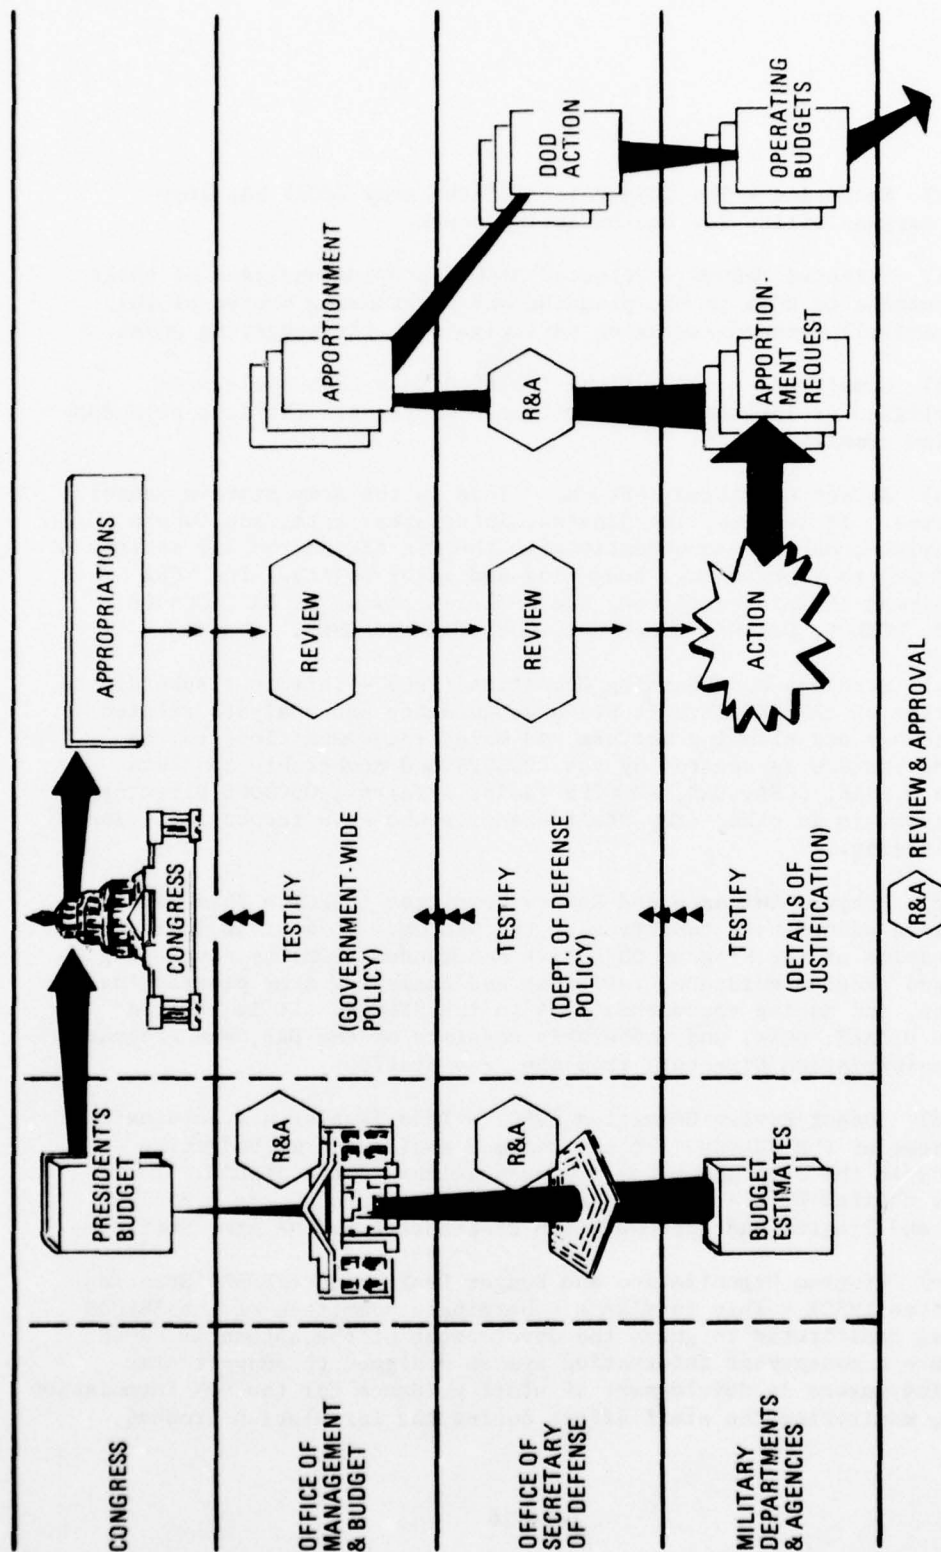 CONGRESS
PRESIDENT'S
BUDGET
CONGRESS
APPROPRIATIONS
OFFICE OF
MANAGEMENT
& BUDGET
R&A
TESTIFY
(GOVERNMENT-WIDE
POLICY)
REVIEW
APPORTIONMENT
OFFICE OF
SECRETARY
OF DEFENSE
R&A
TESTIFY
(DEPT OF DEFENSE
POLICY)
REVIEW
R&A
DOD
ACTION
MILITARY
DEPARTMENTS
& AGENCIES
BUDGET
ESTIMATES
TESTIFY
(DETAILS OF
JUSTIFICATION)
ACTION
APPORTION-
MENT
REQUEST
OPERATING
BUDGETS
R&A REVIEW & APPROVAL